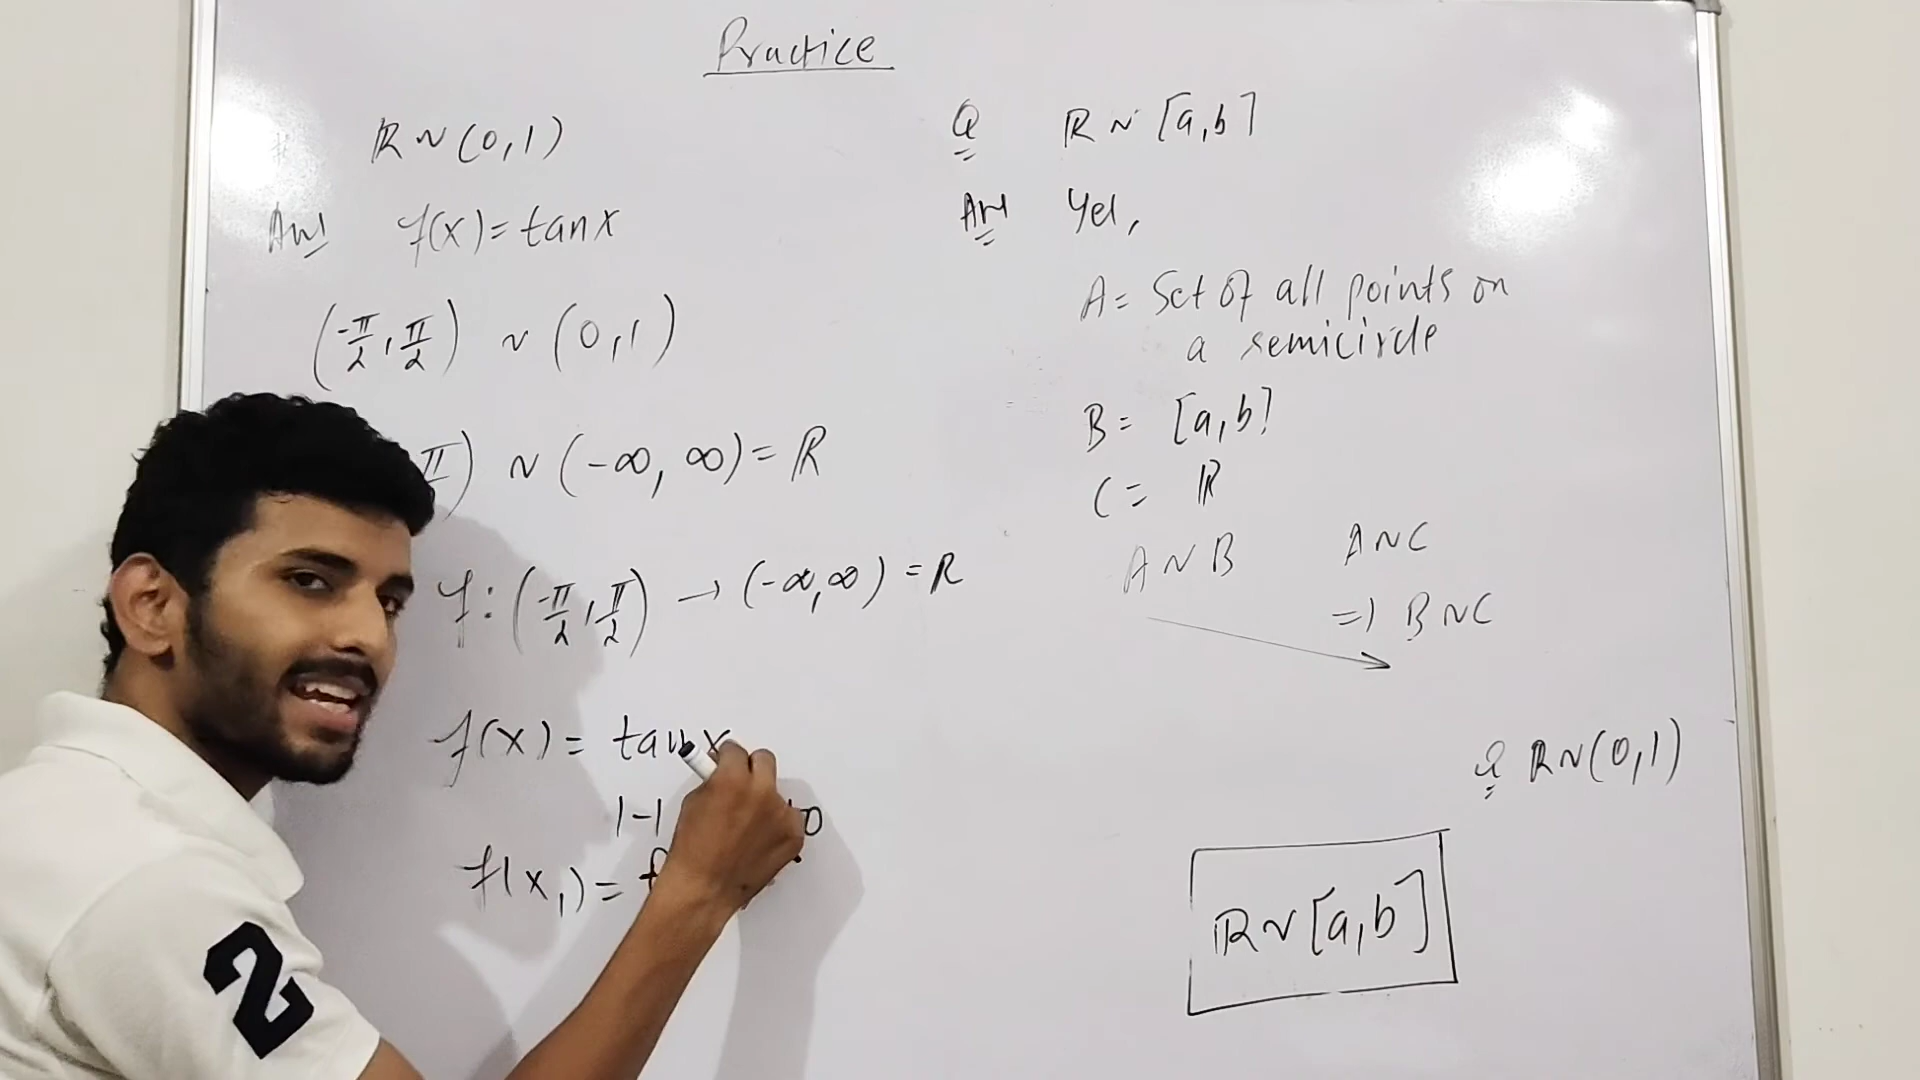 Practice
R ~ (0,1)
Ans f(x) = tan x
(-π/2, π/2) ~ (0,1)
π) ~ (-∞, ∞) = R
f: (-π/2, π/2) → (-∞,∞) = R
f(x) = tan x
1-1
f(x₁) = f
Q R ~ [a,b]
Ans Yes,
A = Set of all points on
a semicircle
B = [a,b]
C = R
A ~ B A ~ C
=) B ~ C
Q R ~ (0,1)
R ~ [a,b]
2